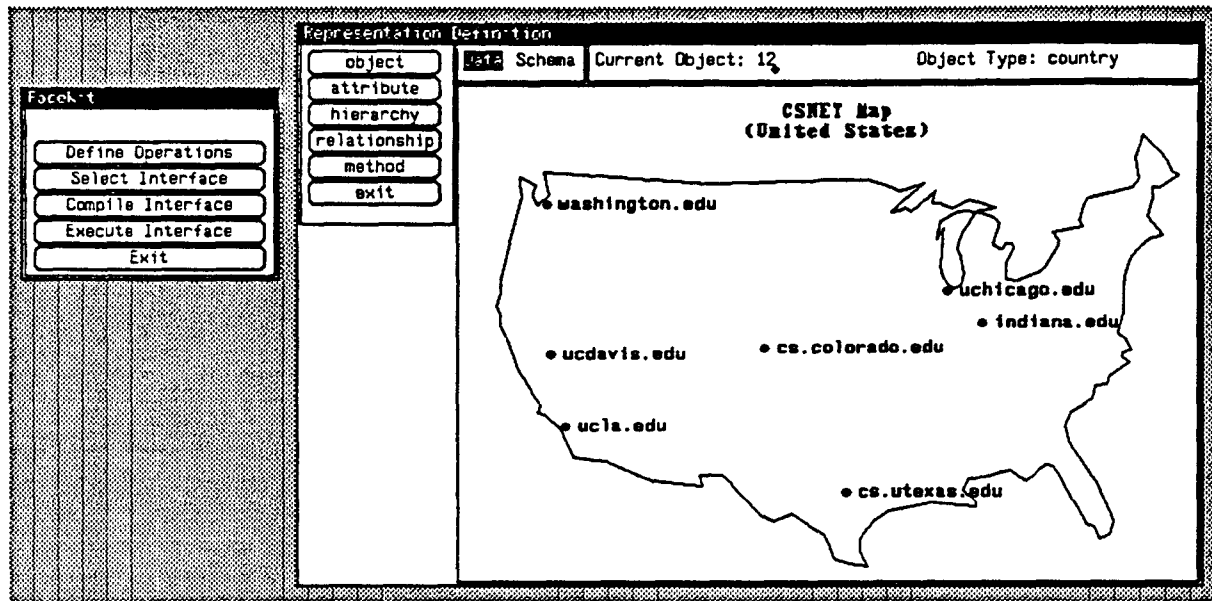 FaceKit
Define Operations
Select Interface
Compile Interface
Execute Interface
Exit
Representation Definition
object
attribute
hierarchy
relationship
method
exit
Data Schema
Current Object: 12
Object Type: country
CSNET Map
(United States)
washington.edu
uchicago.edu
indiana.edu
cs.colorado.edu
ucdavis.edu
ucla.edu
cs.utexas.edu